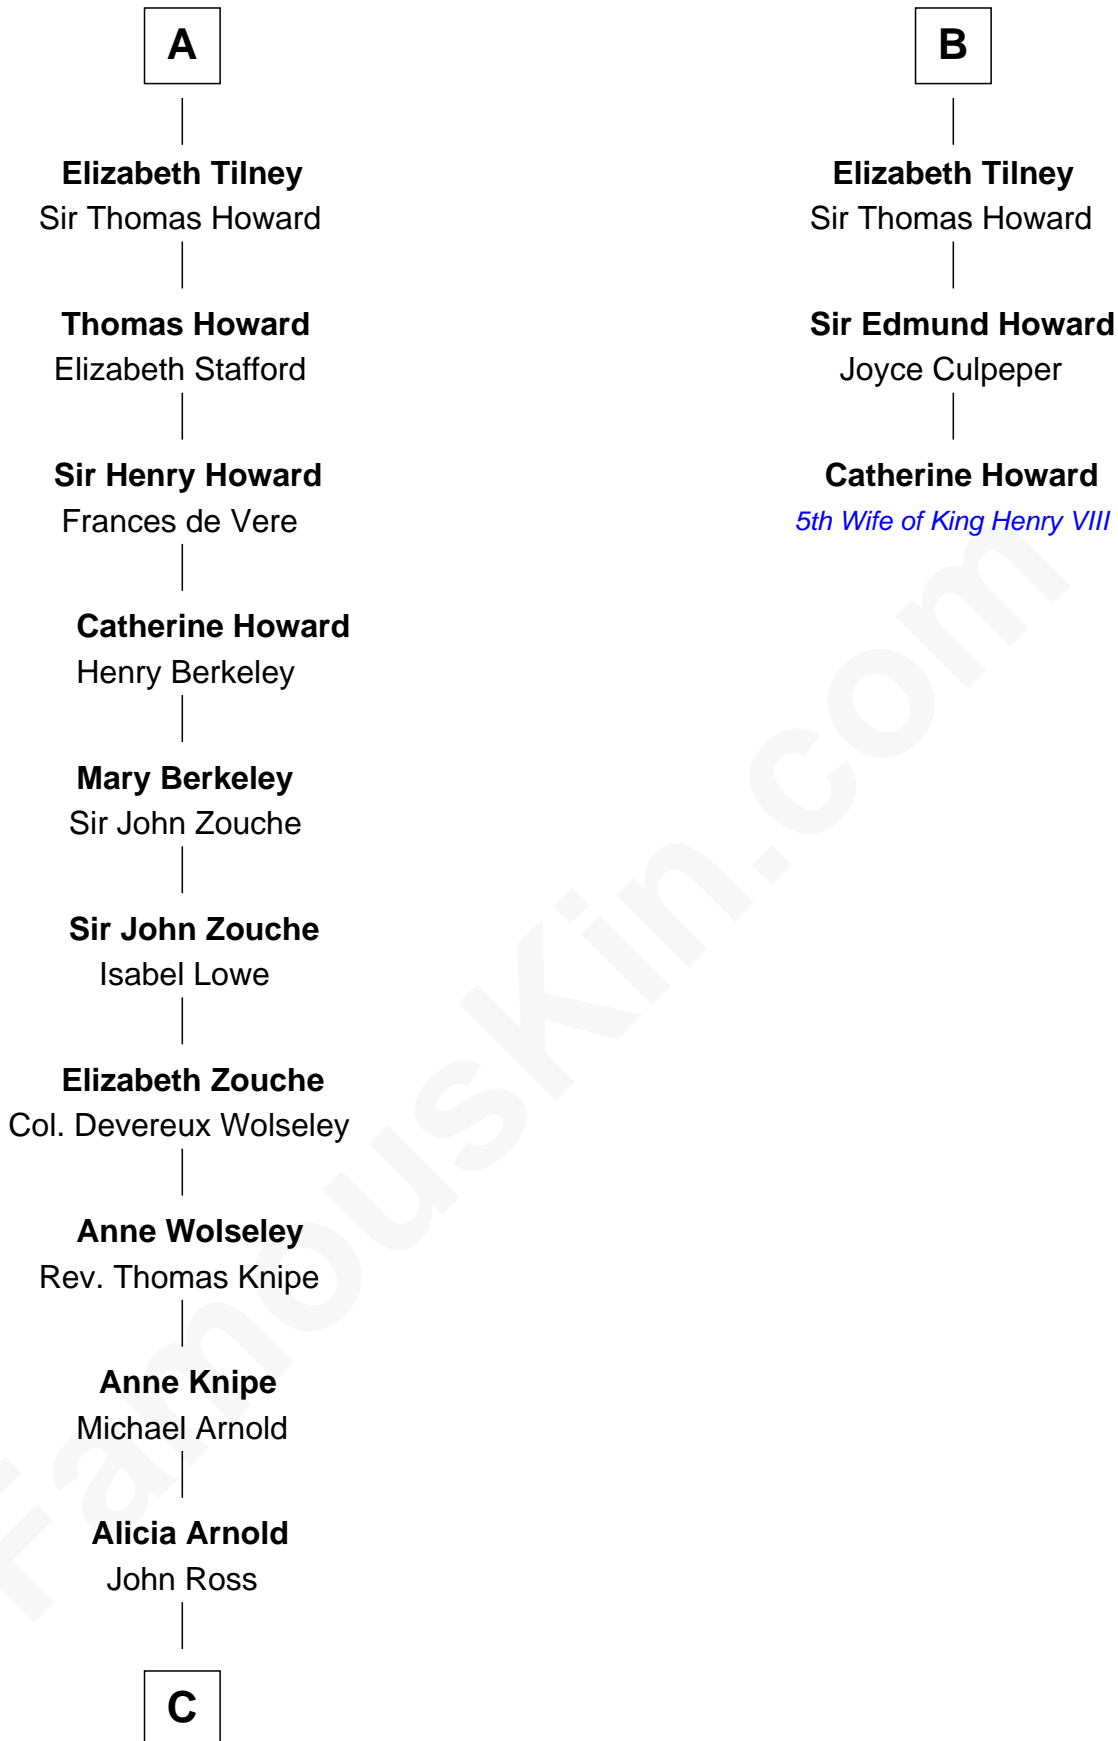 A
Elizabeth Tilney
Sir Thomas Howard
Thomas Howard
Elizabeth Stafford
Sir Henry Howard
Frances de Vere
Catherine Howard
Henry Berkeley
Mary Berkeley
Sir John Zouche
Sir John Zouche
Isabel Lowe
Elizabeth Zouche
Col. Devereux Wolseley
Anne Wolseley
Rev. Thomas Knipe
Anne Knipe
Michael Arnold
Alicia Arnold
John Ross
C
B
Elizabeth Tilney
Sir Thomas Howard
Sir Edmund Howard
Joyce Culpeper
Catherine Howard
5th Wife of King Henry VIII
FamousKin.com